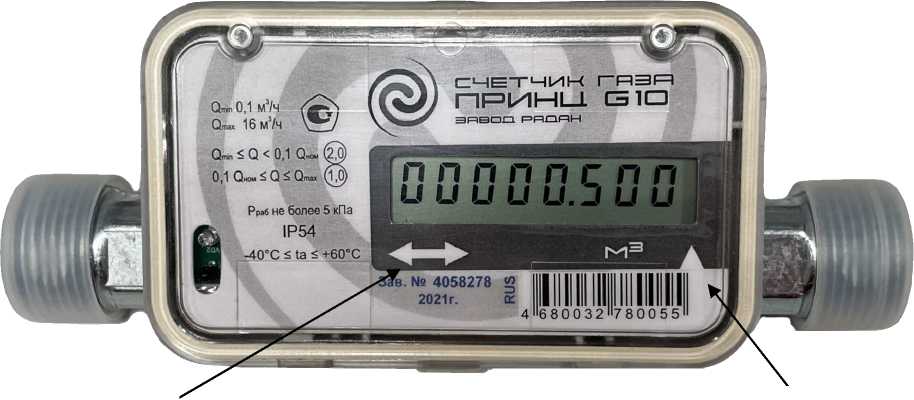 СЧЕТЧИК ГАЗА
ПРИНЦ G10
ЗАВОД РАДАН
Qmin 0,1 м³/ч
Qmax 16 м³/ч
Qmin ≤ Q < 0,1 Qном 2,0
0,1 Qном ≤ Q ≤ Qmax 1,0
Pраб не более 5 кПа
IP54
-40°C ≤ ta ≤ +60°C
00000.500
м³
Зав. № 4058278
2021г.
RUS
4 680032 780055